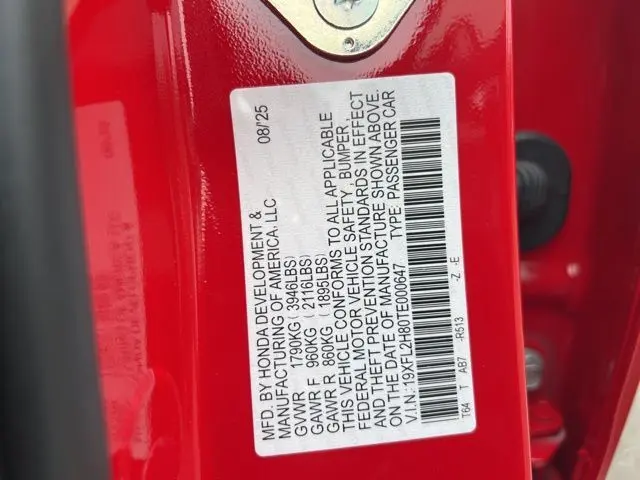 MFD. BY HONDA DEVELOPMENT & 08/'25
MANUFACTURING OF AMERICA, LLC
GVWR 1790KG ( 3946LBS)
GAWR F 960KG ( 2116LBS)
GAWR R 860KG ( 1895LBS)
THIS VEHICLE CONFORMS TO ALL APPLICABLE
FEDERAL MOTOR VEHICLE SAFETY, BUMPER,
AND THEFT PREVENTION STANDARDS IN EFFECT
ON THE DATE OF MANUFACTURE SHOWN ABOVE.
V.I.N.:19XFL2H80TE000647 TYPE: PASSENGER CAR
T64 T AB7 -R513 -Z -E